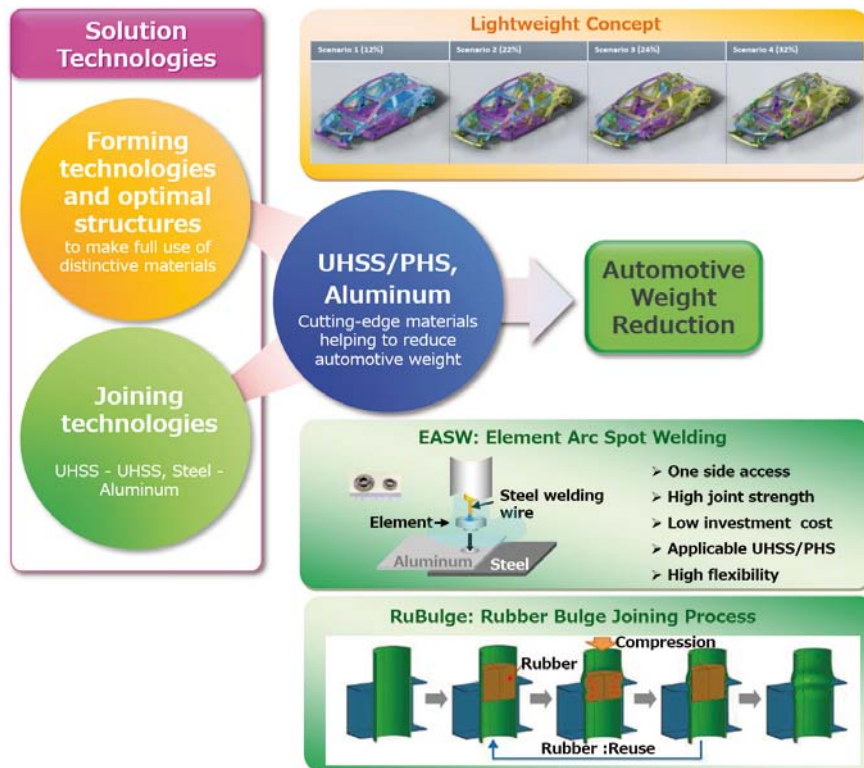 Solution
Technologies
Forming
technologies
and optimal
structures
to make full use of
distinctive materials
Joining
technologies
UHSS - UHSS, Steel -
Aluminum
UHSS/PHS,
Aluminum
Cutting-edge materials
helping to reduce
automotive weight
Automotive
Weight
Reduction
Lightweight Concept
Scenario 1 (12%)
Scenario 2 (22%)
Scenario 3 (24%)
Scenario 4 (32%)
EASW: Element Arc Spot Welding
Steel welding
wire
Element
Aluminum
Steel
➢ One side access
➢ High joint strength
➢ Low investment cost
➢ Applicable UHSS/PHS
➢ High flexibility
RuBulge: Rubber Bulge Joining Process
Compression
Rubber
Rubber :Reuse